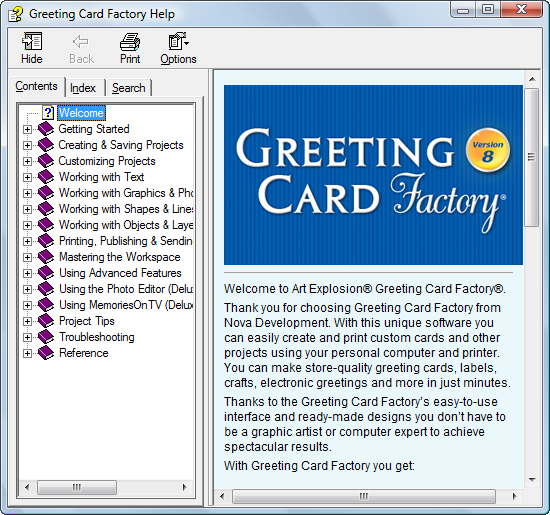 Greeting Card Factory Help
Hide Back Print Options
Contents Index Search
Welcome
Getting Started
Creating & Saving Projects
Customizing Projects
Working with Text
Working with Graphics & Pho
Working with Shapes & Lines
Working with Objects & Laye
Printing, Publishing & Sendin
Mastering the Workspace
Using Advanced Features
Using the Photo Editor (Delu
Using MemoriesOnTV (Delu
Project Tips
Troubleshooting
Reference
GREETING
Version
8
CARD Factory®
Welcome to Art Explosion® Greeting Card Factory®.
Thank you for choosing Greeting Card Factory from
Nova Development. With this unique software you
can easily create and print custom cards and other
projects using your personal computer and printer.
You can make store-quality greeting cards, labels,
crafts, electronic greetings and more in just minutes.
Thanks to the Greeting Card Factory's easy-to-use
interface and ready-made designs you don't have to
be a graphic artist or computer expert to achieve
spectacular results.
With Greeting Card Factory you get: